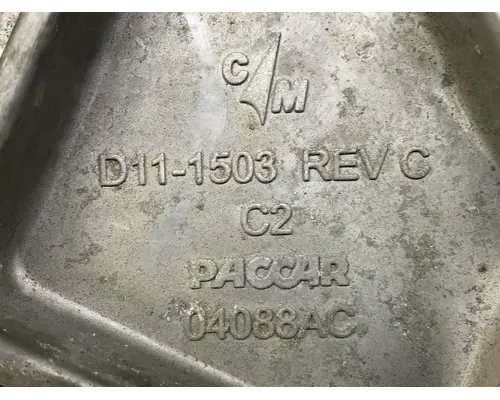 C M
D11-1503 REV C
C2
PACCAR
04088AC